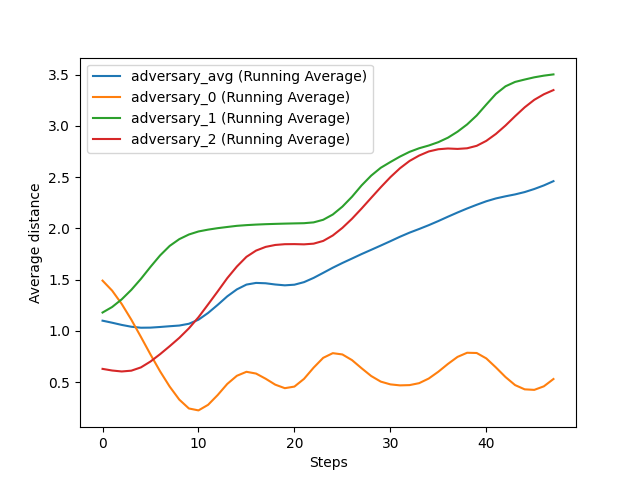 adversary_avg (Running Average)
adversary_0 (Running Average)
adversary_1 (Running Average)
adversary_2 (Running Average)
3.5
3.0
2.5
2.0
1.5
1.0
0.5
Average distance
0 10 20 30 40
Steps